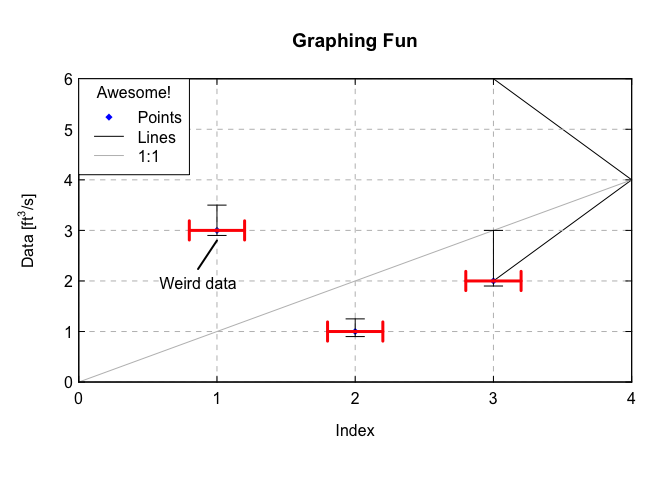 Graphing Fun
Awesome!
Points
Lines
1:1
Weird data
Data [ft³/s]
6
5
4
3
2
1
0
0 1 2 3 4
Index